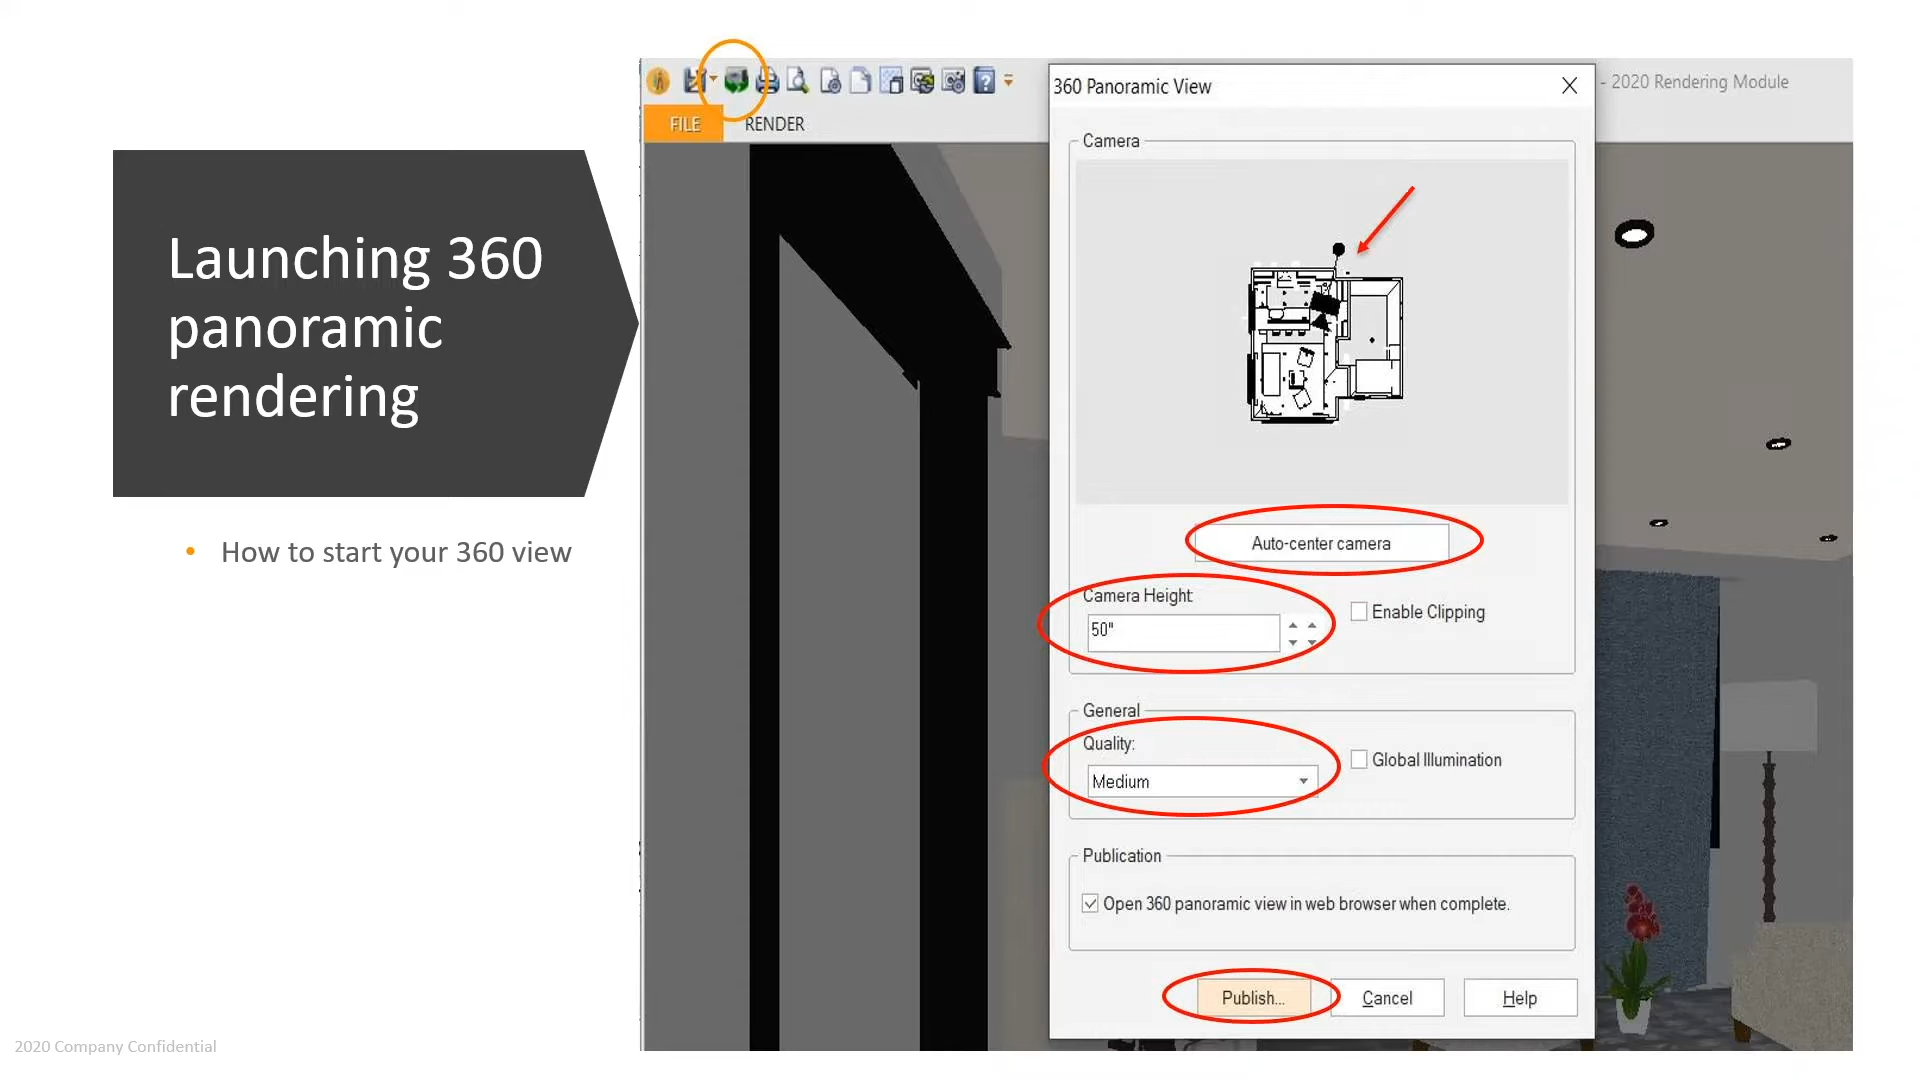 Launching 360
panoramic
rendering
• How to start your 360 view
2020 Company Confidential
360 Panoramic View
- 2020 Rendering Module
FILE
RENDER
Camera
Auto-center camera
Camera Height:
50"
Enable Clipping
General
Quality:
Medium
Global Illumination
Publication
Open 360 panoramic view in web browser when complete.
Publish...
Cancel
Help